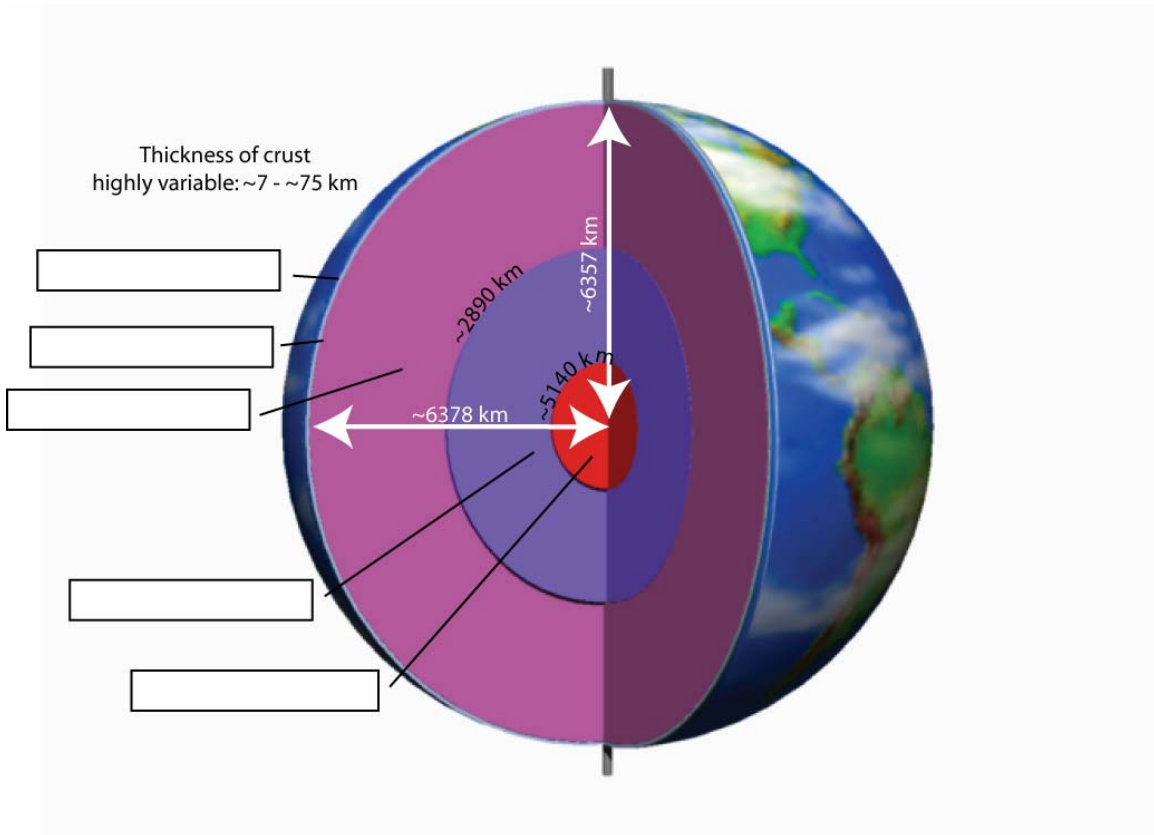 Thickness of crust
highly variable: ~7 - ~75 km
~6357 km
~2890 km
~5140 km
~6378 km